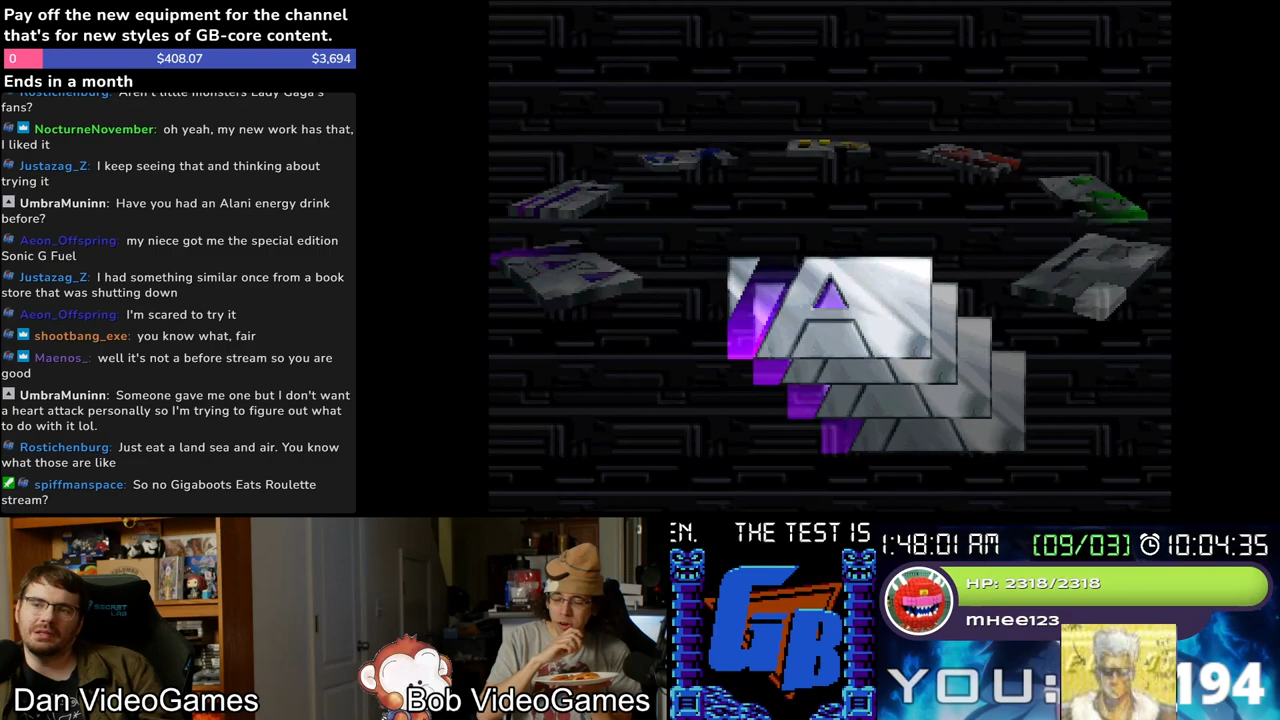 Pay off the new equipment for the channel
that's for new styles of GB-core content.
0 $408.07 $3,694
Ends in a month
Rostichenburg: Aren't little monsters Lady Gaga's
fans?
NocturneNovember: oh yeah, my new work has that,
I liked it
Justazag_Z: I keep seeing that and thinking about
trying it
UmbraMuninn: Have you had an Alani energy drink
before?
Aeon_Offspring: my niece got me the special edition
Sonic G Fuel
Justazag_Z: I had something similar once from a book
store that was shutting down
Aeon_Offspring: I'm scared to try it
shootbang_exe: you know what, fair
Maenos_: well it's not a before stream so you are
good
UmbraMuninn: Someone gave me one but I don't want
a heart attack personally so I'm trying to figure out what
to do with it lol.
Rostichenburg: Just eat a land sea and air. You know
what those are like
spiffmanspace: So no Gigaboots Eats Roulette
stream?
A
SECRET
LAB
Dan VideoGames
Bob VideoGames
EN. THE TEST IS
GB
1:48:01 AM [09/03] 10:04:35
HP: 2318/2318
mHee123
YOU: 194